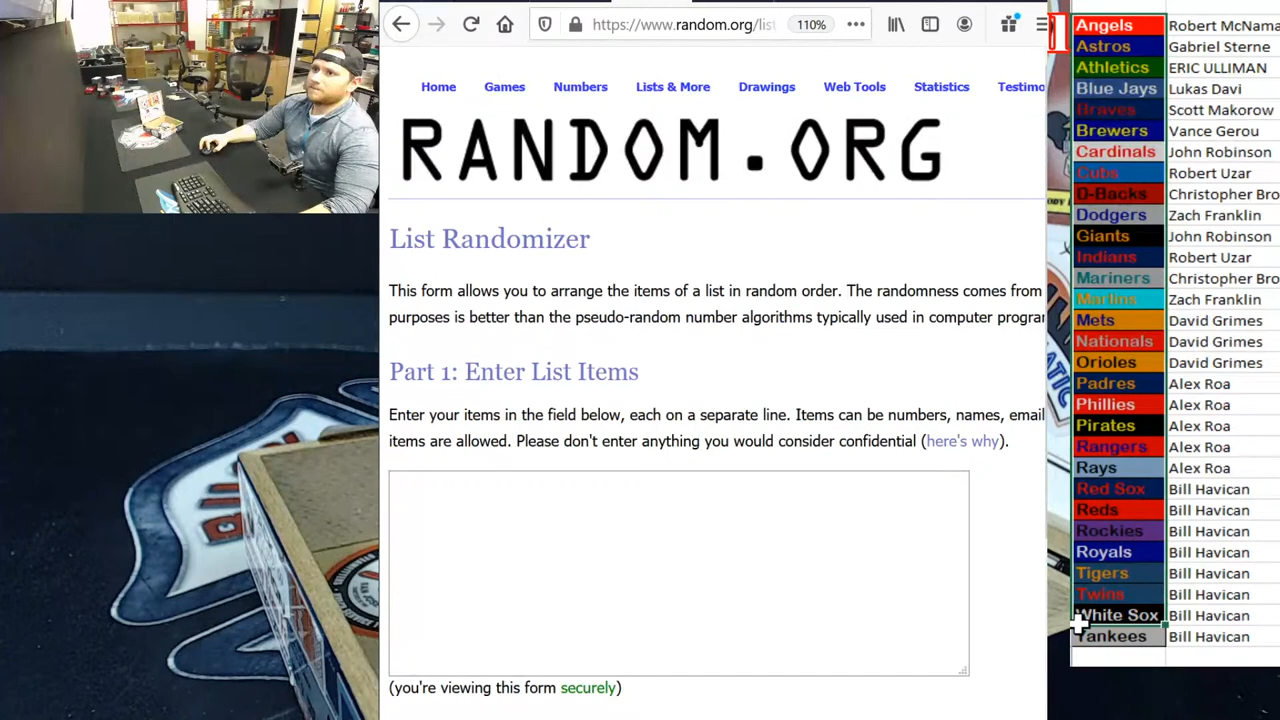 https://www.random.org/list
110%
Home Games Numbers Lists & More Drawings Web Tools Statistics Testimo
RANDOM.ORG
List Randomizer
This form allows you to arrange the items of a list in random order. The randomness comes from
purposes is better than the pseudo-random number algorithms typically used in computer program
Part 1: Enter List Items
Enter your items in the field below, each on a separate line. Items can be numbers, names, email
items are allowed. Please don't enter anything you would consider confidential (here's why).
(you're viewing this form securely)
Angels Robert McNama
Astros Gabriel Sterne
Athletics ERIC ULLIMAN
Blue Jays Lukas Davi
Braves Scott Makorow
Brewers Vance Gerou
Cardinals John Robinson
Cubs Robert Uzar
D-Backs Christopher Bro
Dodgers Zach Franklin
Giants John Robinson
Indians Robert Uzar
Mariners Christopher Bro
Marlins Zach Franklin
Mets David Grimes
Nationals David Grimes
Orioles David Grimes
Padres Alex Roa
Phillies Alex Roa
Pirates Alex Roa
Rangers Alex Roa
Rays Alex Roa
Red Sox Bill Havican
Reds Bill Havican
Rockies Bill Havican
Royals Bill Havican
Tigers Bill Havican
Twins Bill Havican
White Sox Bill Havican
Yankees Bill Havican